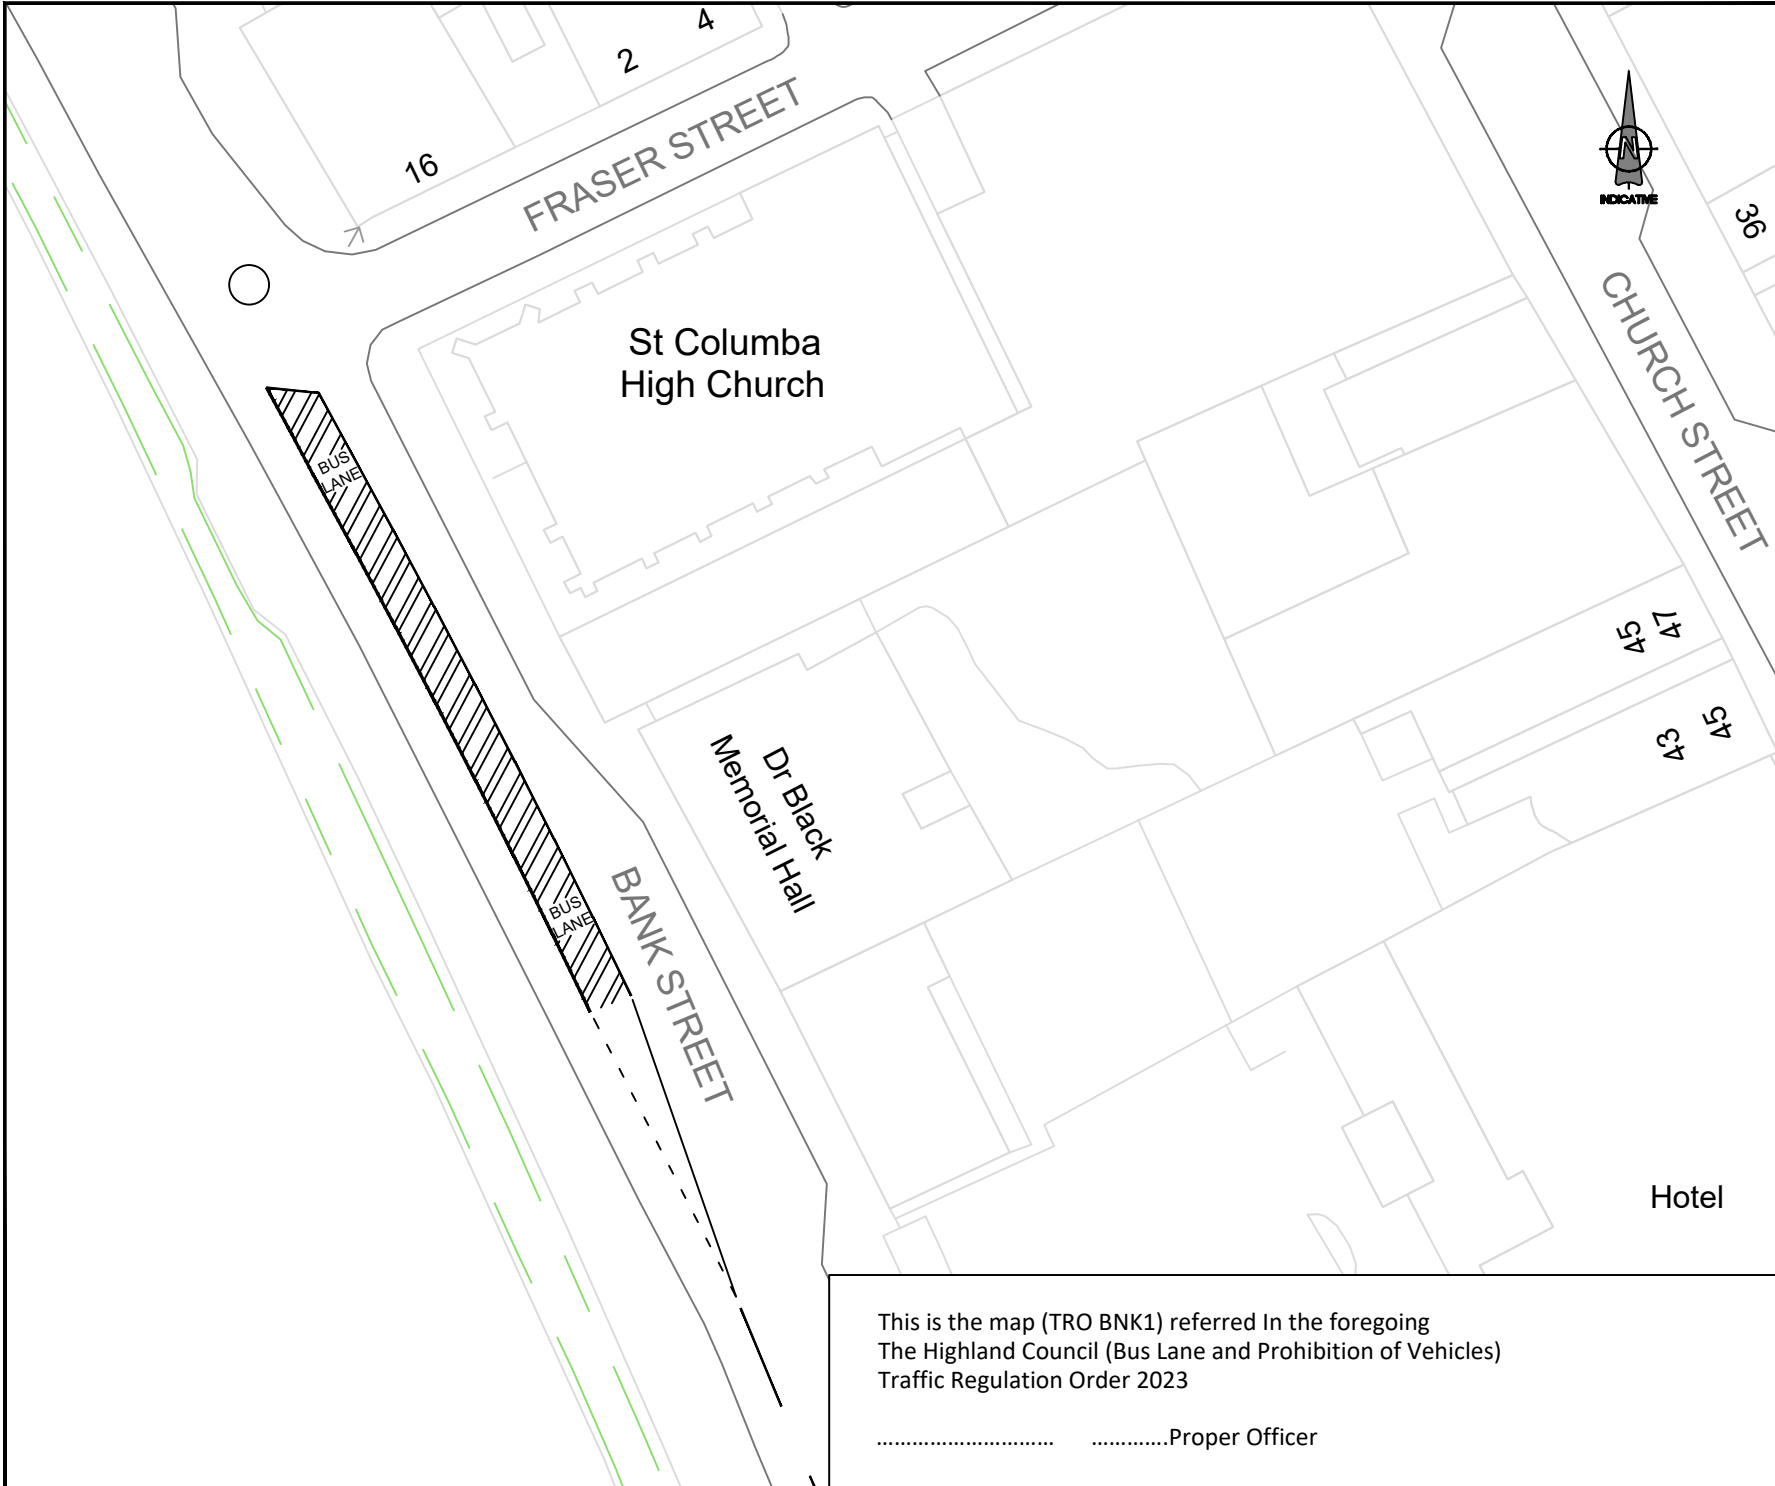 4
2
16
FRASER STREET
N
INDICATIVE
36
St Columba
High Church
CHURCH STREET
BUS
LANE
47
45
45
43
Dr Black
Memorial Hall
BUS
LANE
BANK STREET
Hotel
This is the map (TRO BNK1) referred In the foregoing
The Highland Council (Bus Lane and Prohibition of Vehicles)
Traffic Regulation Order 2023
………………………… ………….Proper Officer